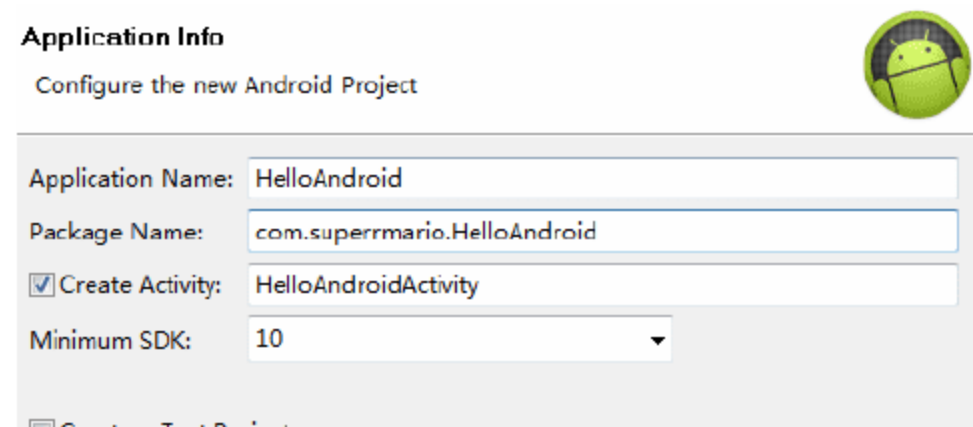 Application Info
Configure the new Android Project
Application Name: HelloAndroid
Package Name: com.superrmario.HelloAndroid
Create Activity: HelloAndroidActivity
Minimum SDK: 10